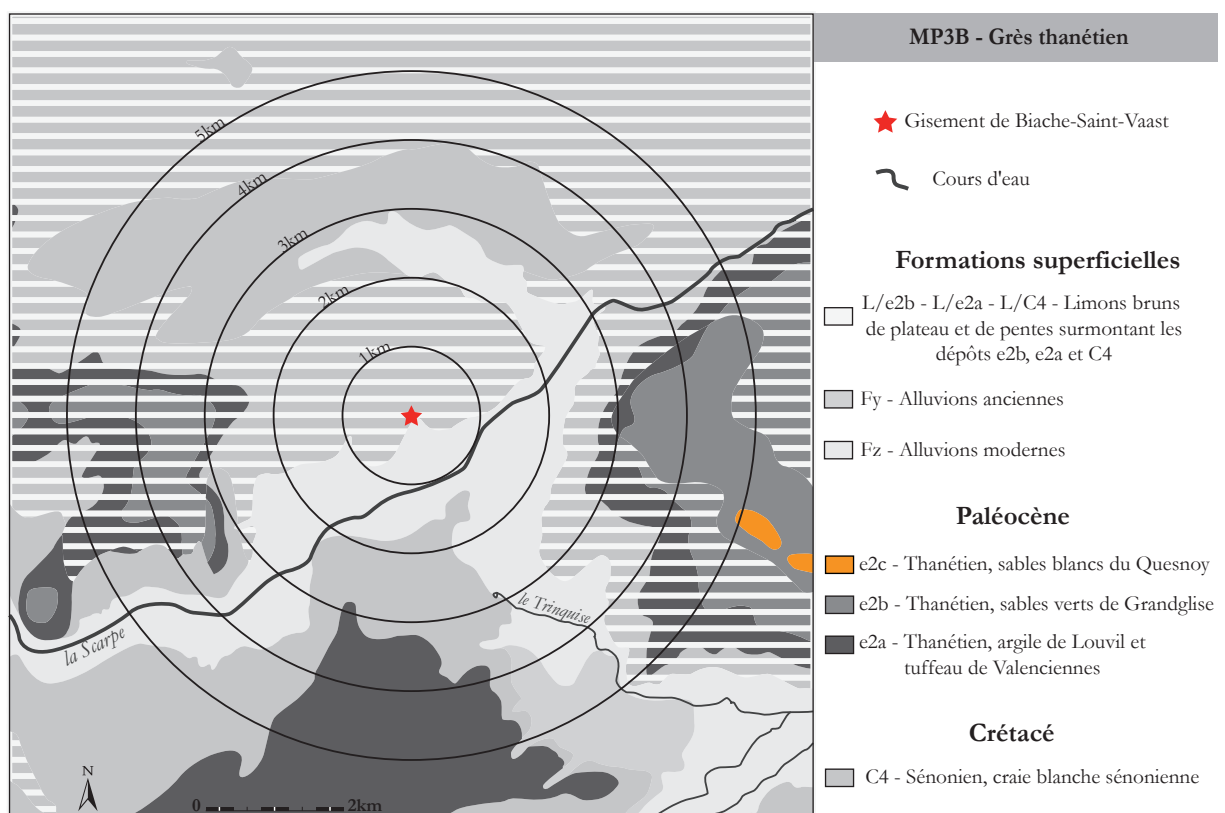 MP3B - Grès thanétien
Gisement de Biache-Saint-Vaast
Cours d'eau
Formations superficielles
L/e2b - L/e2a - L/C4 - Limons bruns
de plateau et de pentes surmontant les
dépôts e2b, e2a et C4
Fy - Alluvions anciennes
Fz - Alluvions modernes
Paléocène
e2c - Thanétien, sables blancs du Quesnoy
e2b - Thanétien, sables verts de Grandglise
e2a - Thanétien, argile de Louvil et
tuffeau de Valenciennes
Crétacé
C4 - Sénonien, craie blanche sénonienne
5km
4km
3km
2km
1km
le Trinquise
la Scarpe
N
0 2km